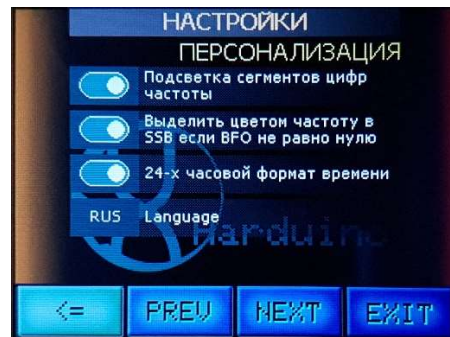 НАСТРОЙКИ
ПЕРСОНАЛИЗАЦИЯ
Подсветка сегментов цифр
частоты
Выделить цветом частоту в
SSB если BFO не равно нулю
24-х часовой формат времени
RUS Language
Harduino
<= PREV NEXT EXIT